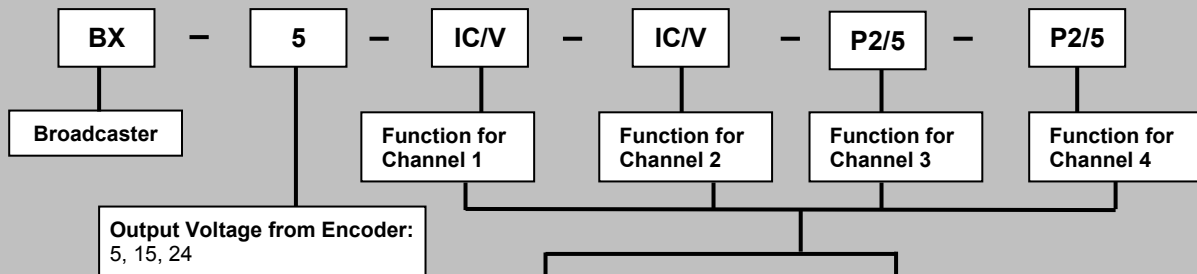 BX – 5 – IC/V – IC/V – P2/5 – P2/5
Broadcaster
Function for
Channel 1
Function for
Channel 2
Function for
Channel 3
Function for
Channel 4
Output Voltage from Encoder:
5, 15, 24